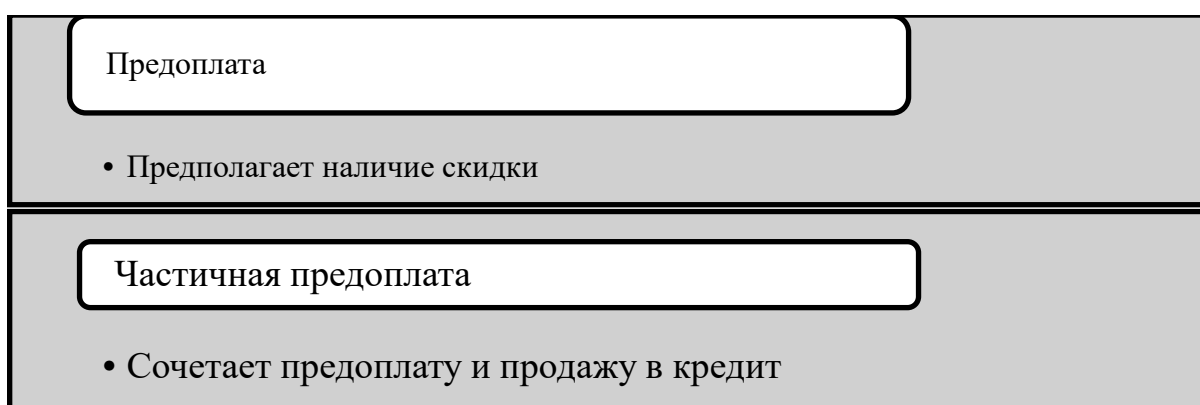 Предоплата
• Предполагает наличие скидки
Частичная предоплата
• Сочетает предоплату и продажу в кредит